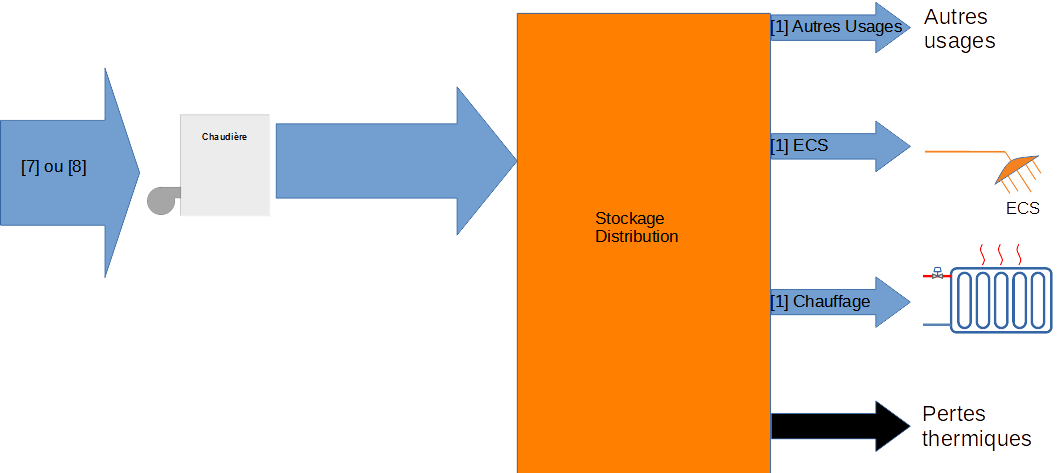 [1] Autres Usages
Autres
usages
Chaudière
[7] ou [8]
[1] ECS
ECS
Stockage
Distribution
[1] Chauffage
Pertes
thermiques